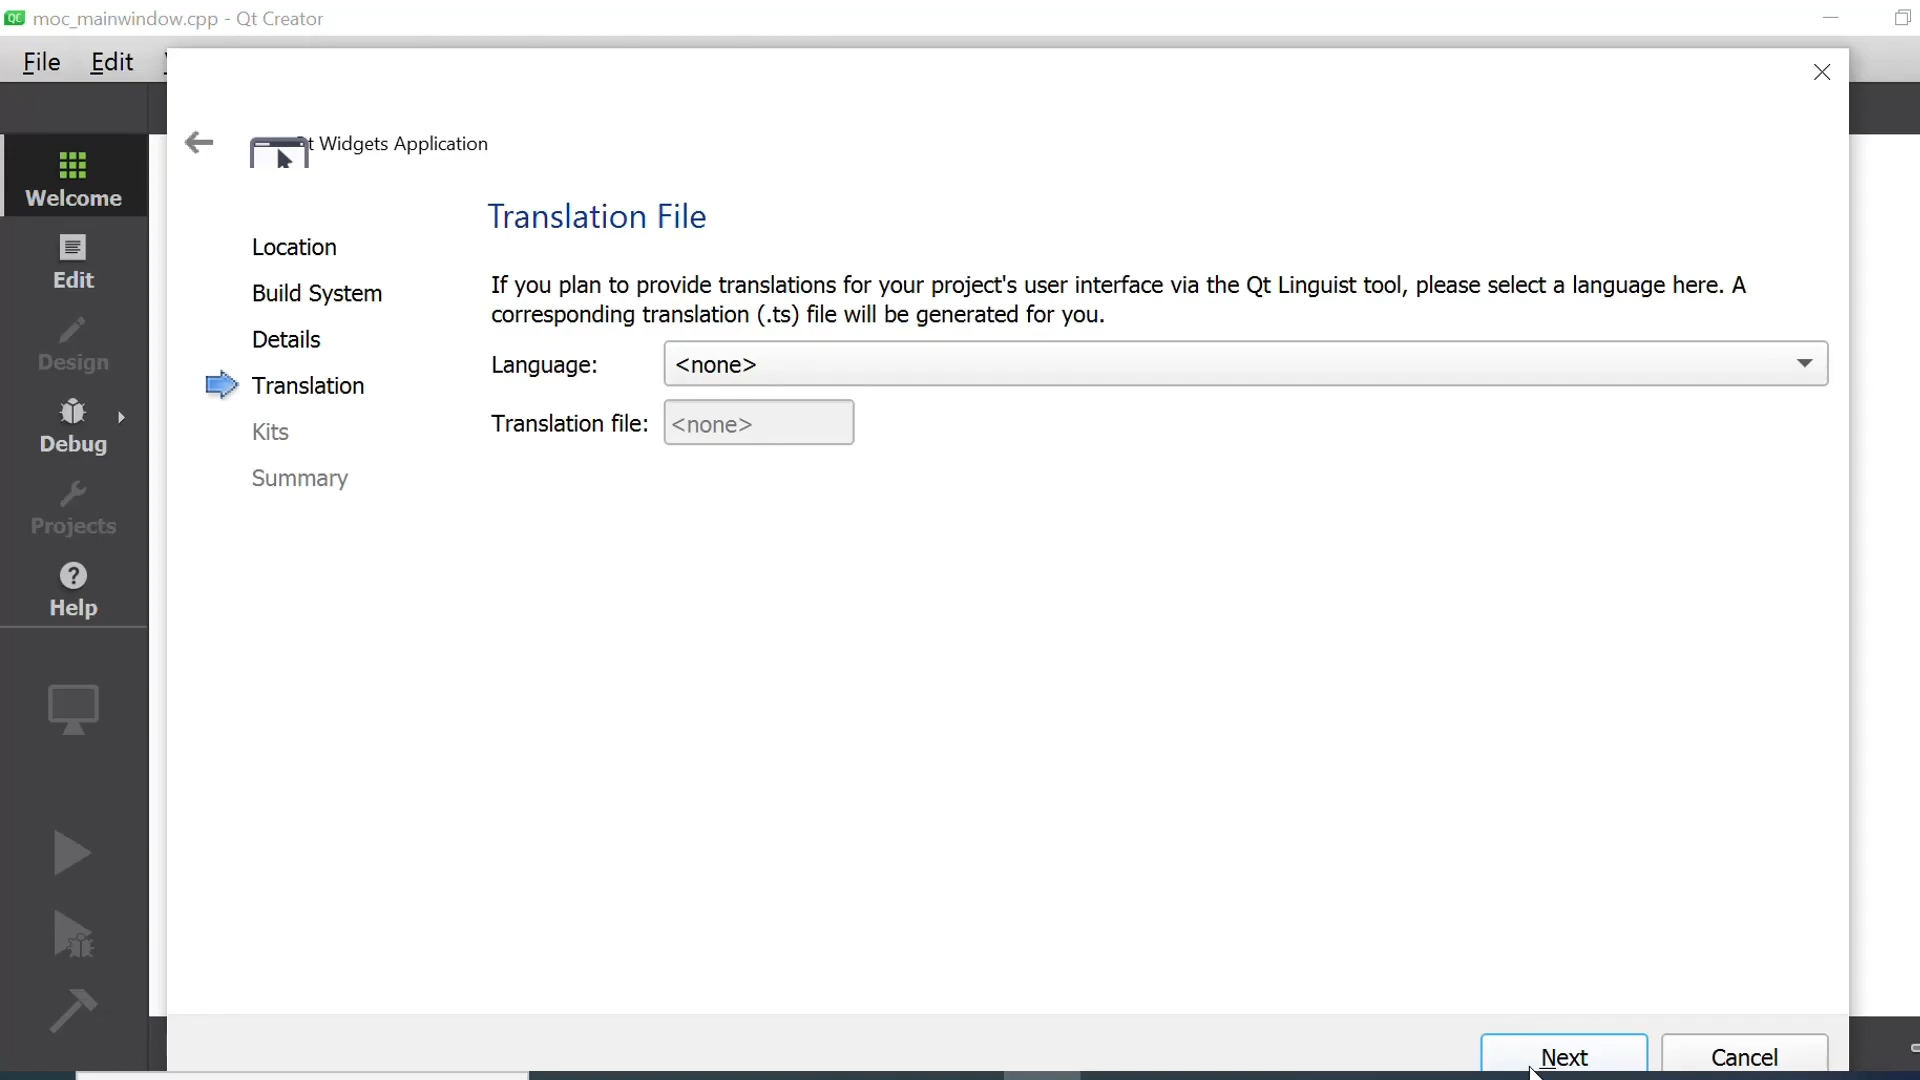 QC moc_mainwindow.cpp - Qt Creator
File Edit
t Widgets Application
Welcome
Edit
Design
Debug
Projects
Help
Location
Build System
Details
Translation
Kits
Summary
Translation File
If you plan to provide translations for your project's user interface via the Qt Linguist tool, please select a language here. A
corresponding translation (.ts) file will be generated for you.
Language: <none>
Translation file: <none>
Next Cancel